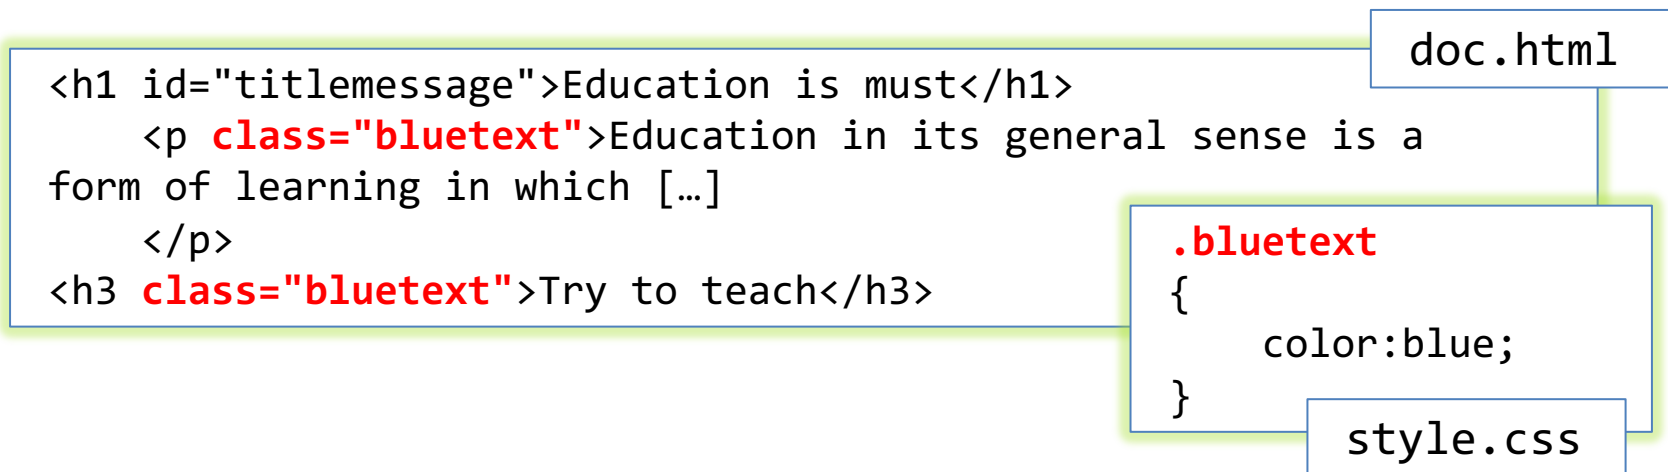 doc.html
<h1 id="titlemessage">Education is must</h1>
    <p class="bluetext">Education in its general sense is a
form of learning in which […]
    </p>
<h3 class="bluetext">Try to teach</h3>
.bluetext
{
    color:blue;
}
style.css